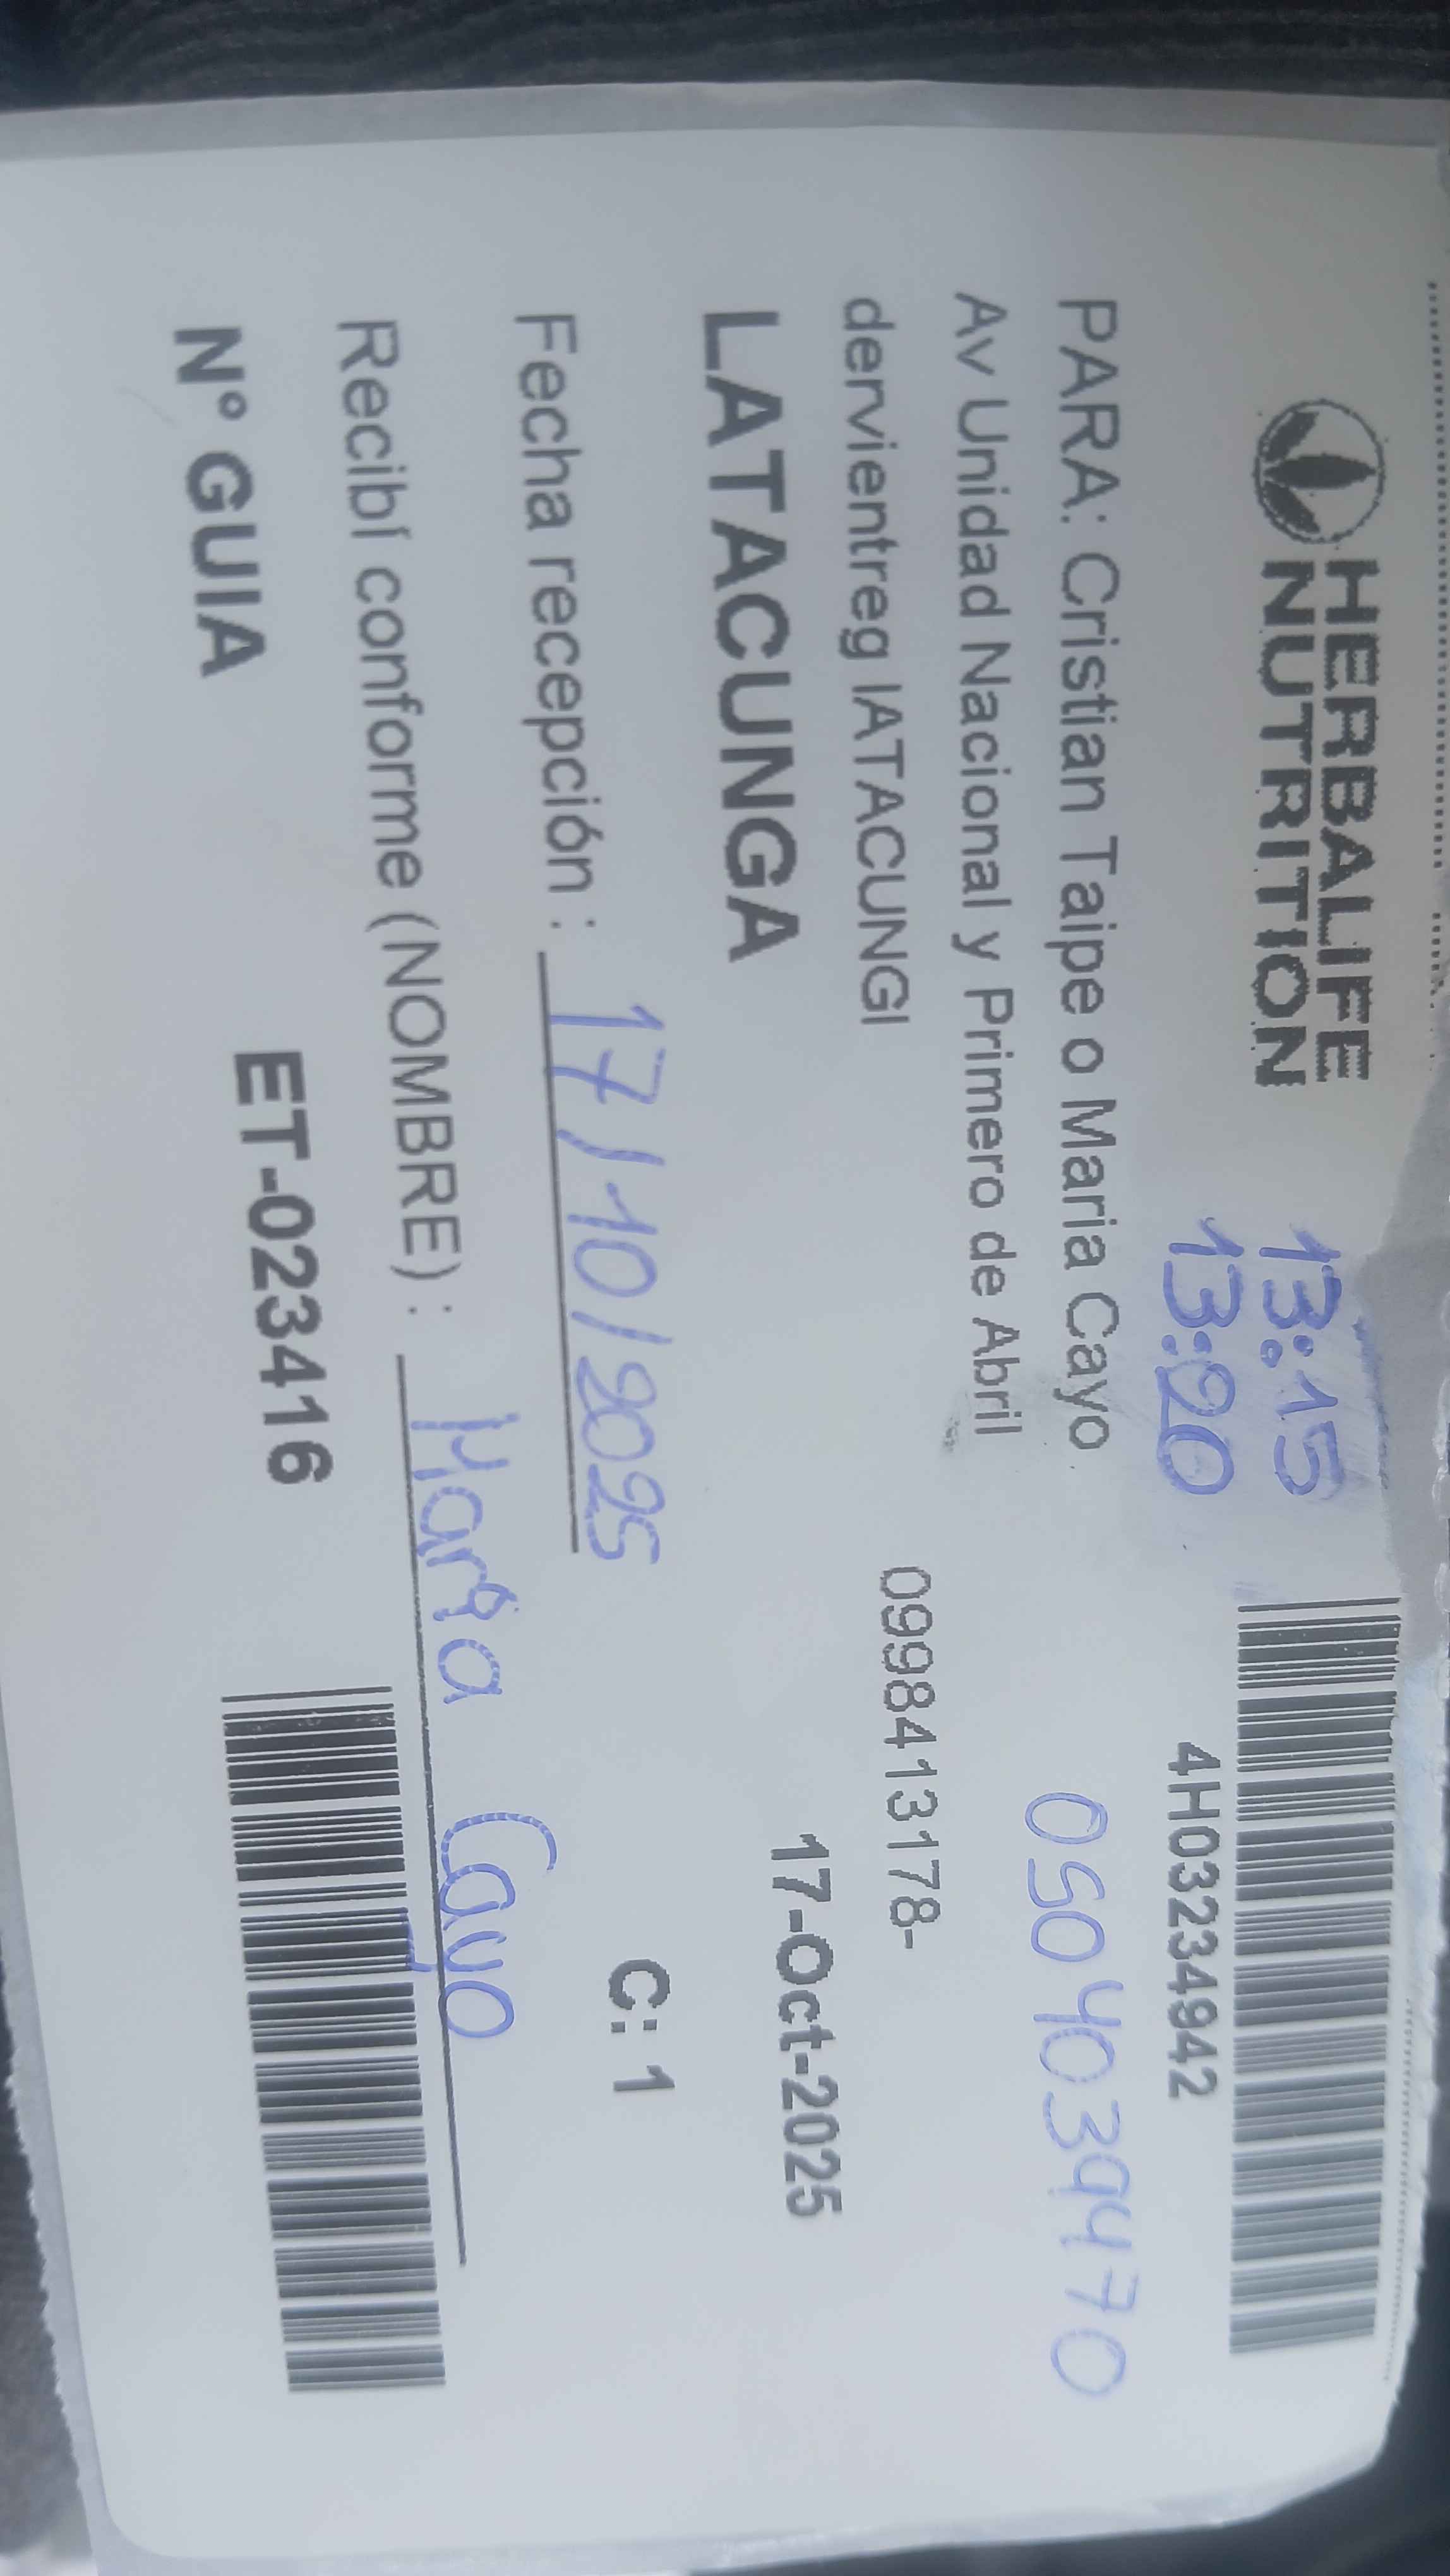 HERBALIFE
NUTRITION
13:15
13:20
4H03234942
PARA: Cristian Taipe o Maria Cayo
0504039470
Av Unidad Nacional y Primero de Abril
dervientreg lATACUNGI
0998413178-
LATACUNGA
17-Oct-2025
Fecha recepción : 17/10/2025
C: 1
Recibí conforme (NOMBRE) : Maria Cayo
N° GUIA
ET-023416